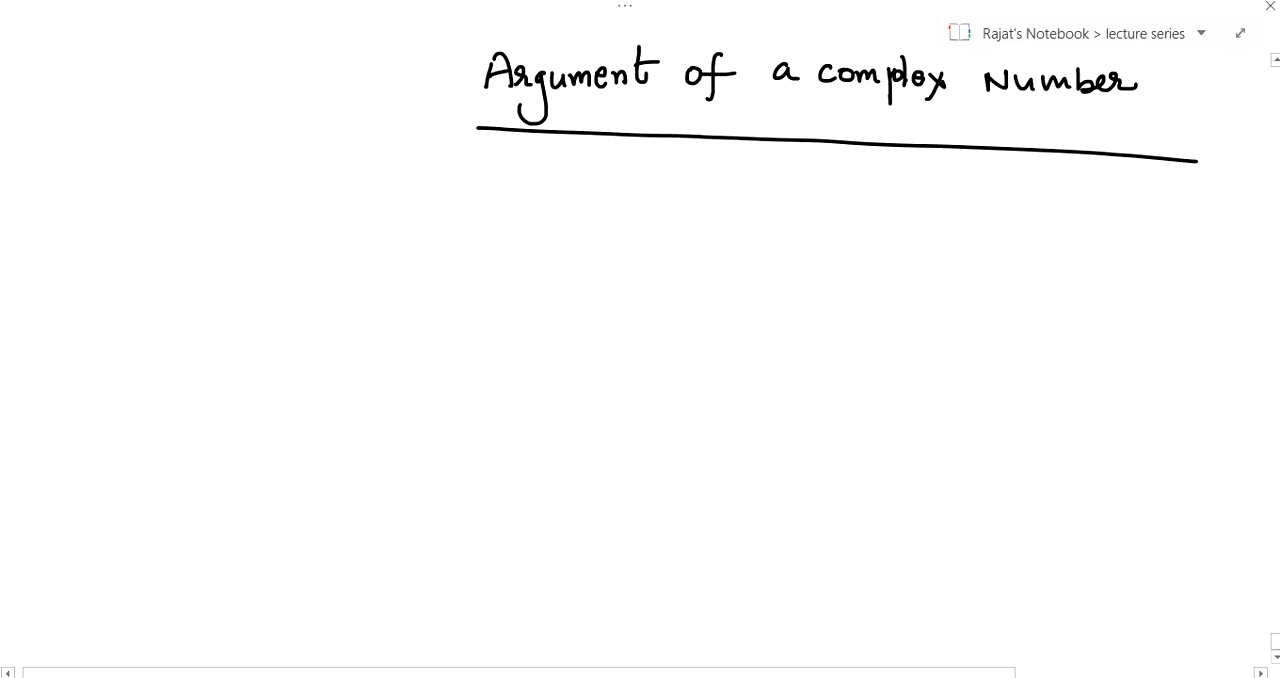 Rajat's Notebook > lecture series
Argument of a complex Number